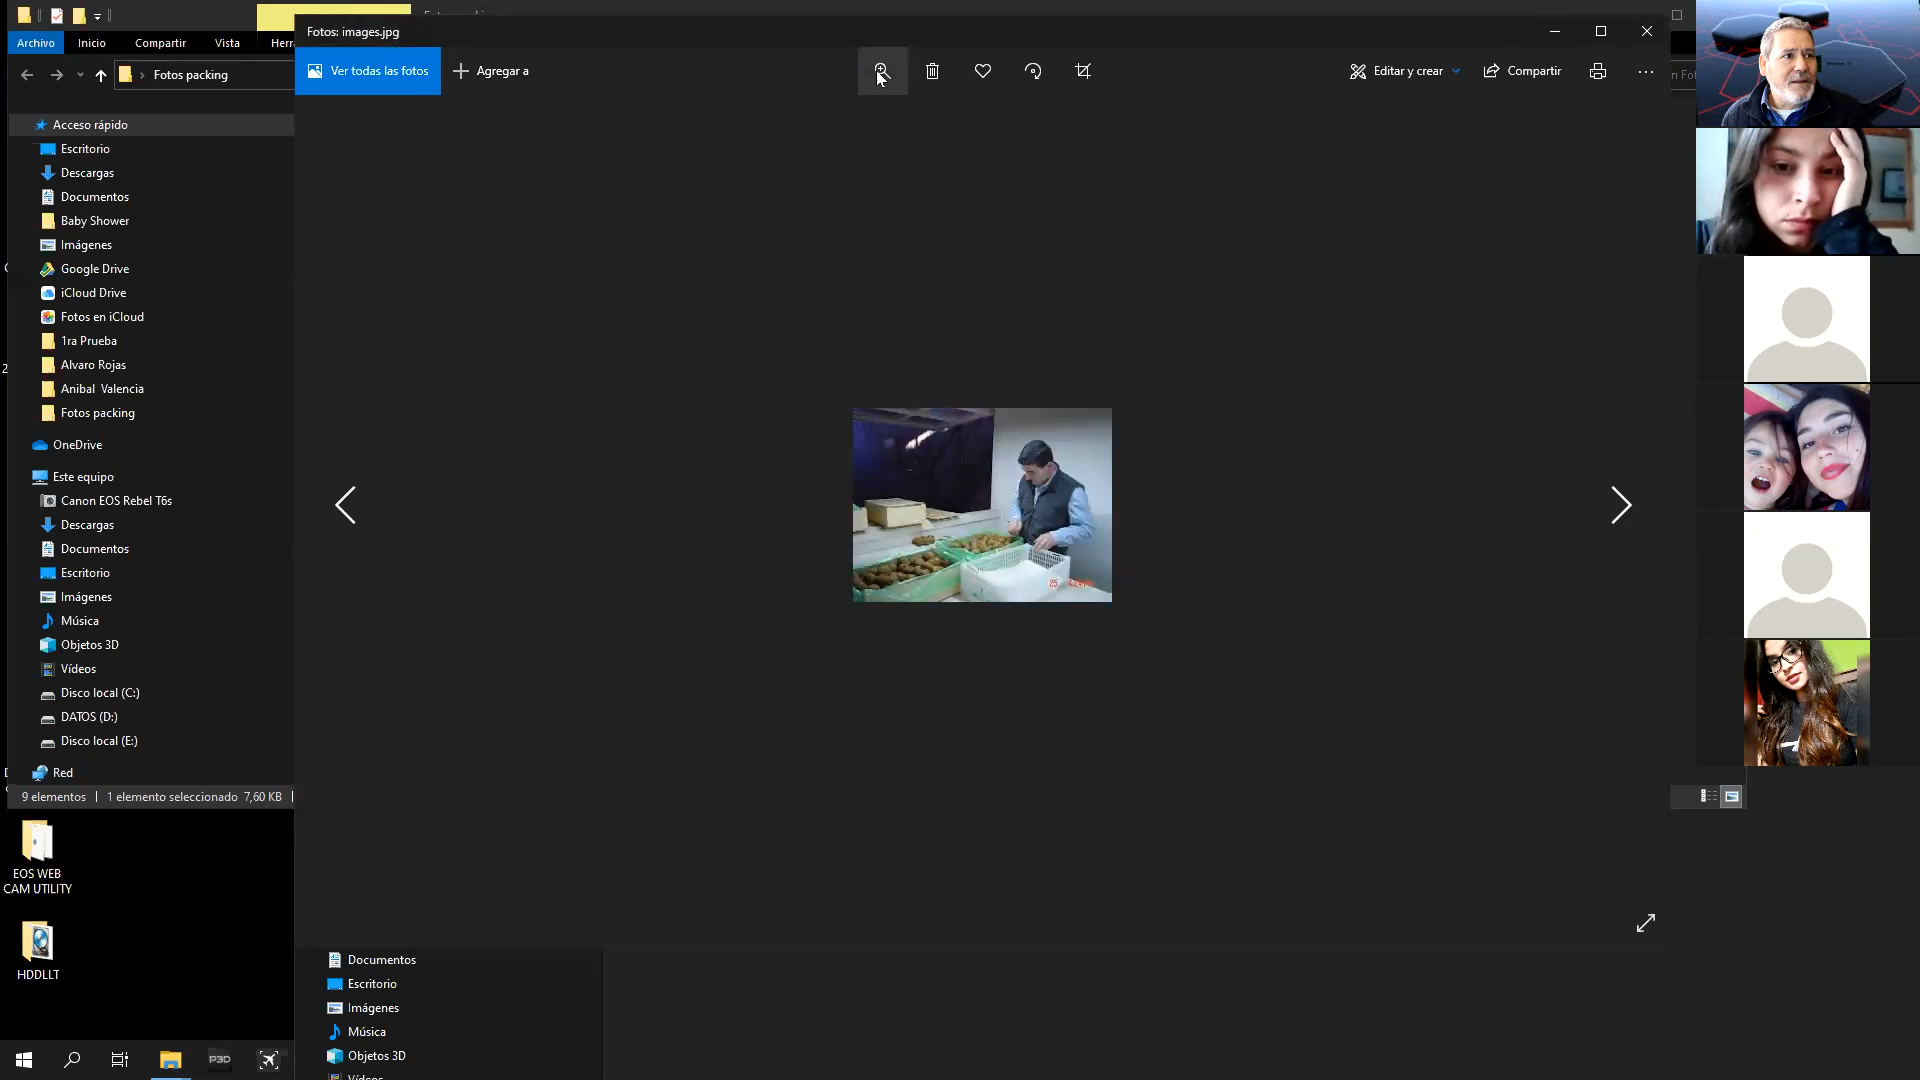 Fotos: images.jpg
Archivo
Inicio
Compartir
Vista
Fotos packing
Ver todas las fotos
Agregar a
Editar y crear
Compartir
Acceso rápido
Escritorio
Descargas
Documentos
Baby Shower
Imágenes
Google Drive
iCloud Drive
Fotos en iCloud
1ra Prueba
Alvaro Rojas
Anibal Valencia
Fotos packing
OneDrive
Este equipo
Canon EOS Rebel T6s
Descargas
Documentos
Escritorio
Imágenes
Música
Objetos 3D
Vídeos
Disco local (C:)
DATOS (D:)
Disco local (E:)
Red
9 elementos
1 elemento seleccionado 7,60 KB
EOS WEB
CAM UTILITY
HDDLLT
Documentos
Escritorio
Imágenes
Música
Objetos 3D
Vídeos
P3D